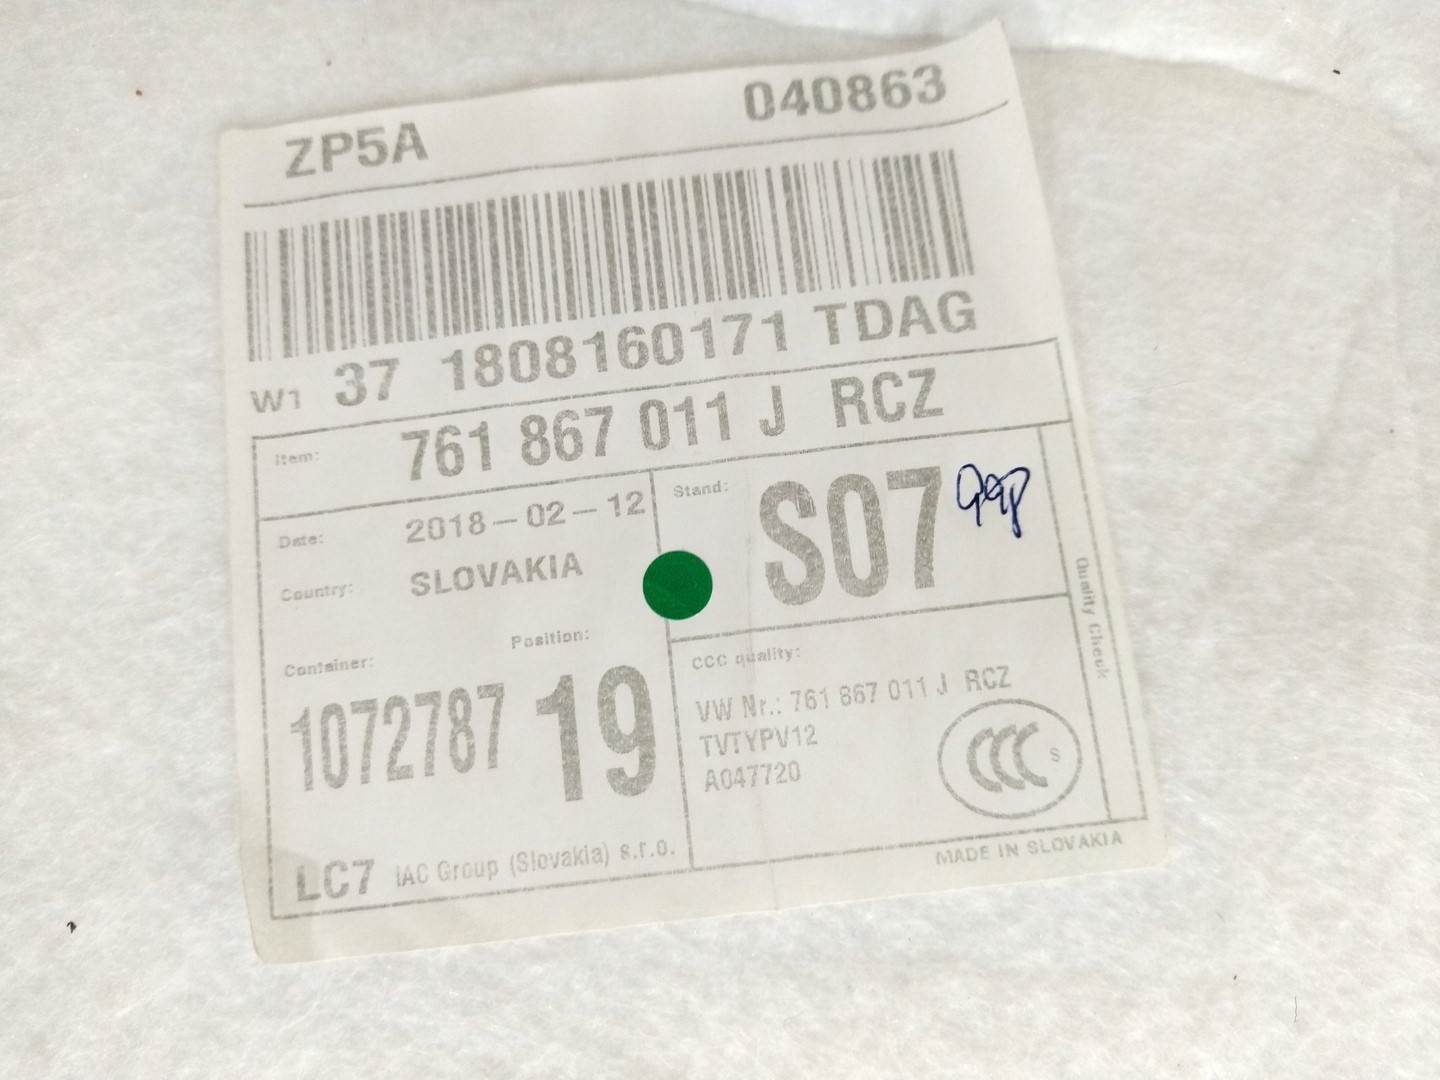 ZP5A 040863
W1 37 1808160171 TDAG
Item: 761 867 011 J RCZ
Date: 2018-02-12
Country: SLOVAKIA
Stand: S07
Container: 1072787
Position: 19
LC7 IAC Group (Slovakia) s.r.o.
CCC quality:
VW Nr.: 761 867 011 J RCZ
TVTYPV12
A047720
CCC S
Quality Check
MADE IN SLOVAKIA